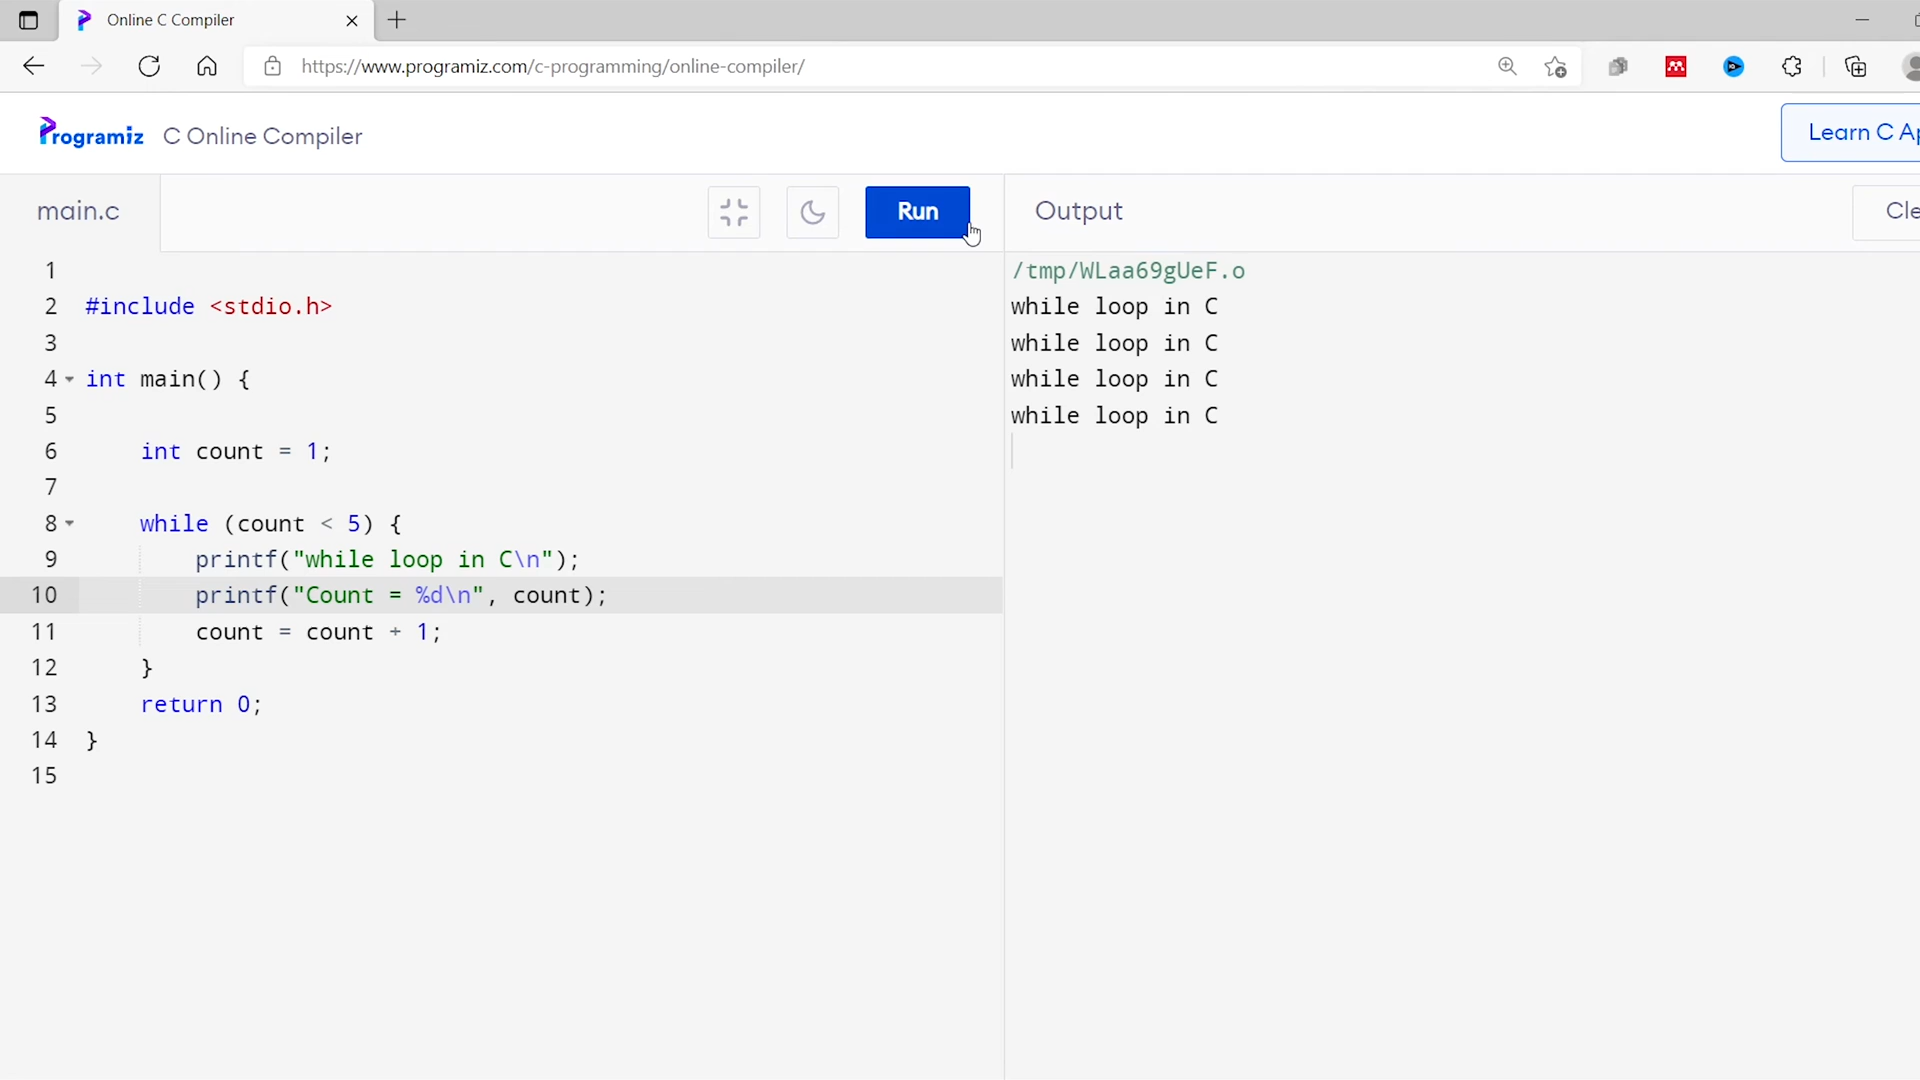 Online C Compiler
https://www.programiz.com/c-programming/online-compiler/
Programiz C Online Compiler
Learn C Ap
main.c
Run
Output
Cle
1
2 #include <stdio.h>
3
4 int main() {
5
6 int count = 1;
7
8 while (count < 5) {
9 printf("while loop in C\n");
10 printf("Count = %d\n", count);
11 count = count + 1;
12 }
13 return 0;
14 }
15
/tmp/WLaa69gUeF.o
while loop in C
while loop in C
while loop in C
while loop in C